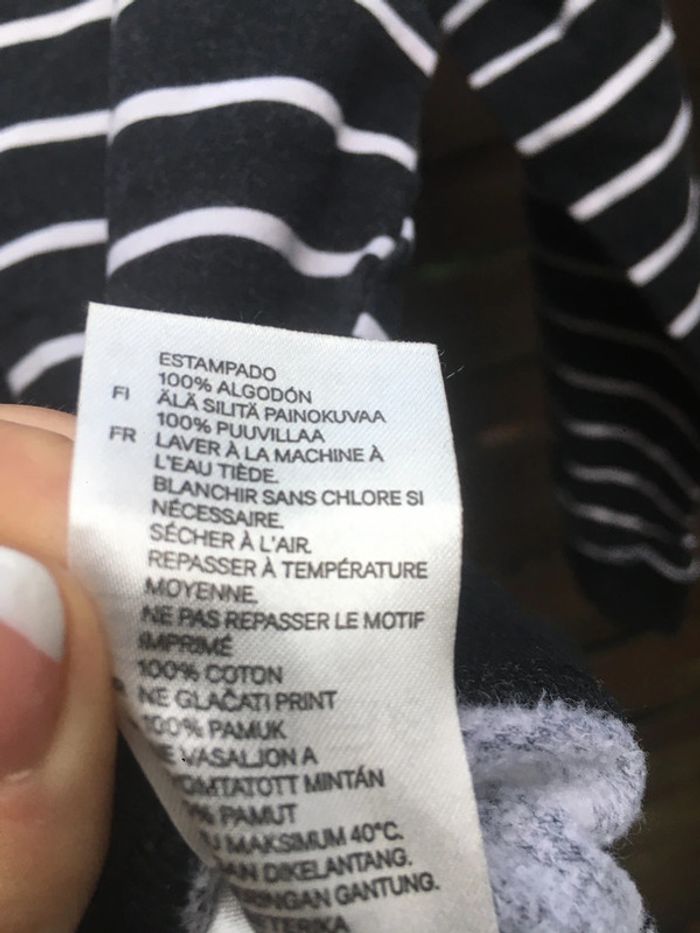 ESTAMPADO
100% ALGODÓN
FI ÄLÄ SILITÄ PAINOKUVAA
100% PUUVILLAA
FR LAVER À LA MACHINE À
L'EAU TIÈDE.
BLANCHIR SANS CHLORE SI
NÉCESSAIRE.
SÉCHER À L'AIR.
REPASSER À TEMPÉRATURE
MOYENNE.
NE PAS REPASSER LE MOTIF
IMPRIMÉ
100% COTON
NE GLAČATI PRINT
100% PAMUK
VASALJON A
MINTÁN
PAMUT
MAKSIMUM 40°C.
DIKELANTANG.
GANTUNG.